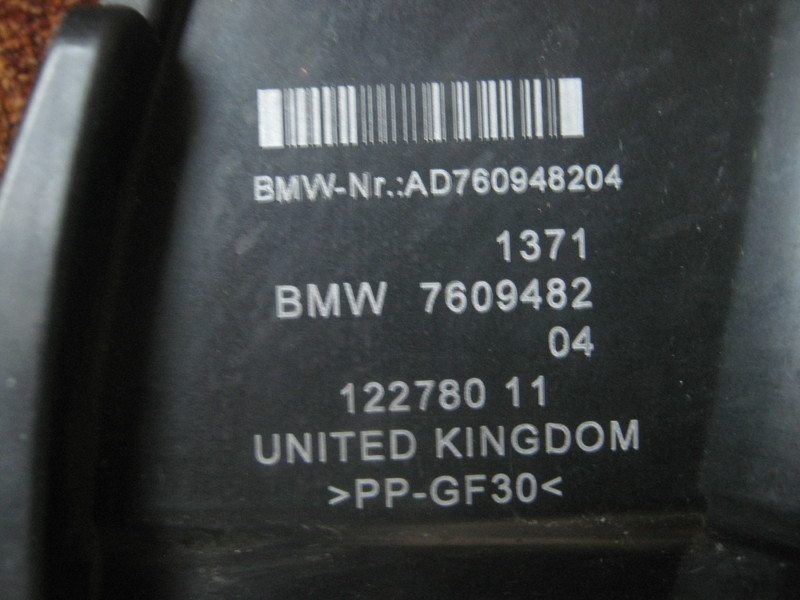 BMW-Nr.:AD760948204
1371
BMW 7609482
04
122780 11
UNITED KINGDOM
>PP-GF30<